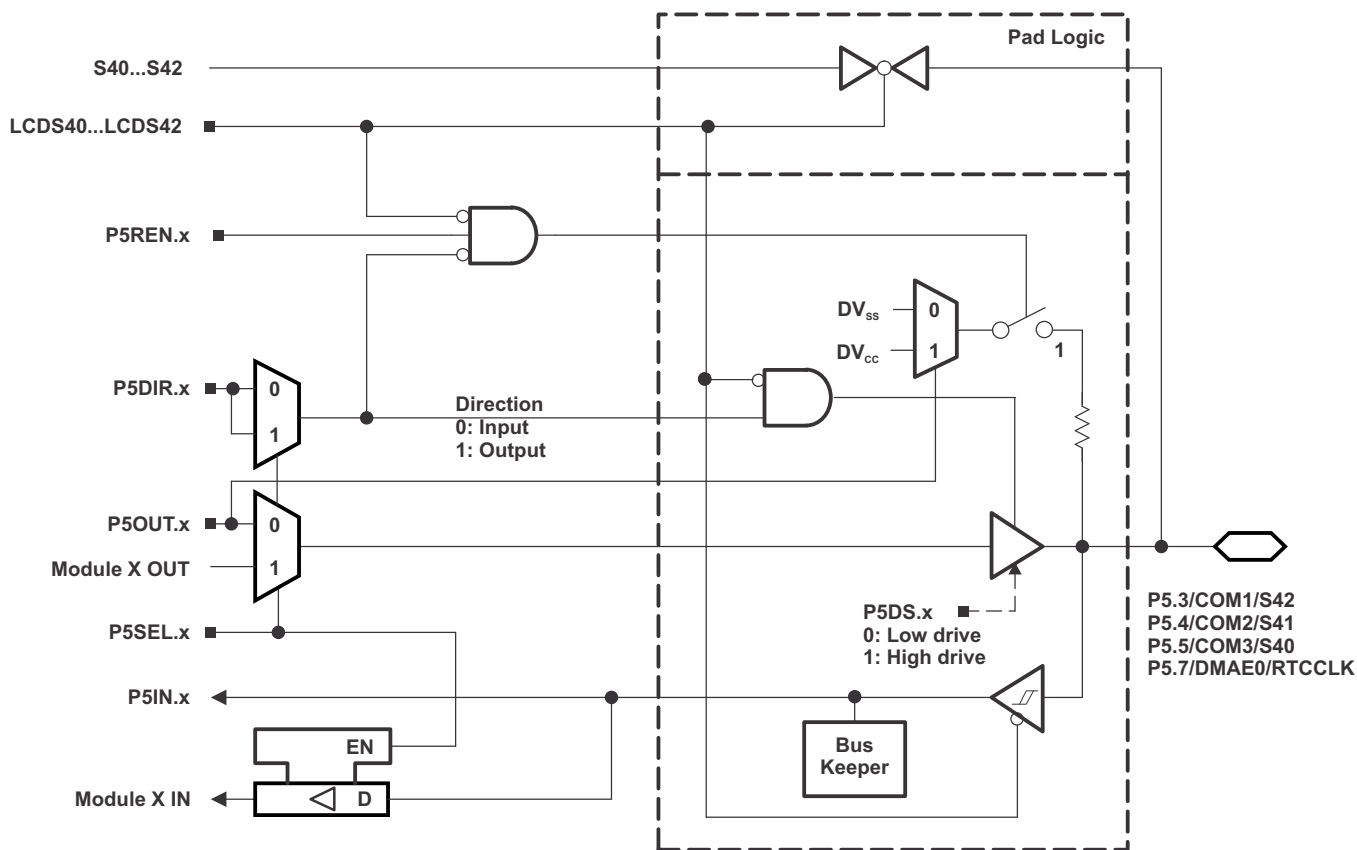 Pad Logic
S40...S42
LCDS40...LCDS42
P5REN.x
DVSS
0
DVCC
1
1
P5DIR.x
0
1
Direction
0: Input
1: Output
P5OUT.x
0
Module X OUT
1
P5DS.x
0: Low drive
1: High drive
P5.3/COM1/S42
P5.4/COM2/S41
P5.5/COM3/S40
P5.7/DMAE0/RTCCLK
P5SEL.x
P5IN.x
Bus
Keeper
EN
Module X IN
D